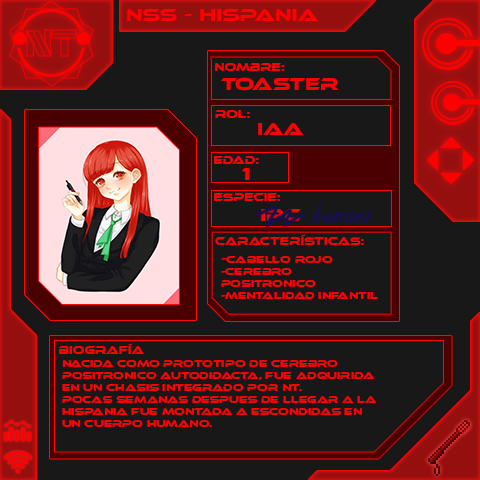 NSS - HISPANIA
NT
NOMBRE:
TOASTER
ROL:
IAA
EDAD:
1
ESPECIE:
humano
CARACTERÍSTICAS:
-CABELLO ROJO
-CEREBRO
POSITRONICO
-MENTALIDAD INFANTIL
BIOGRAFÍA
NACIDA COMO PROTOTIPO DE CEREBRO
POSITRONICO AUTODIDACTA, FUE ADQUIRIDA
EN UN CHASIS INTEGRADO POR NT.
POCAS SEMANAS DESPUES DE LLEGAR A LA
HISPANIA FUE MONTADA A ESCONDIDAS EN
UN CUERPO HUMANO.